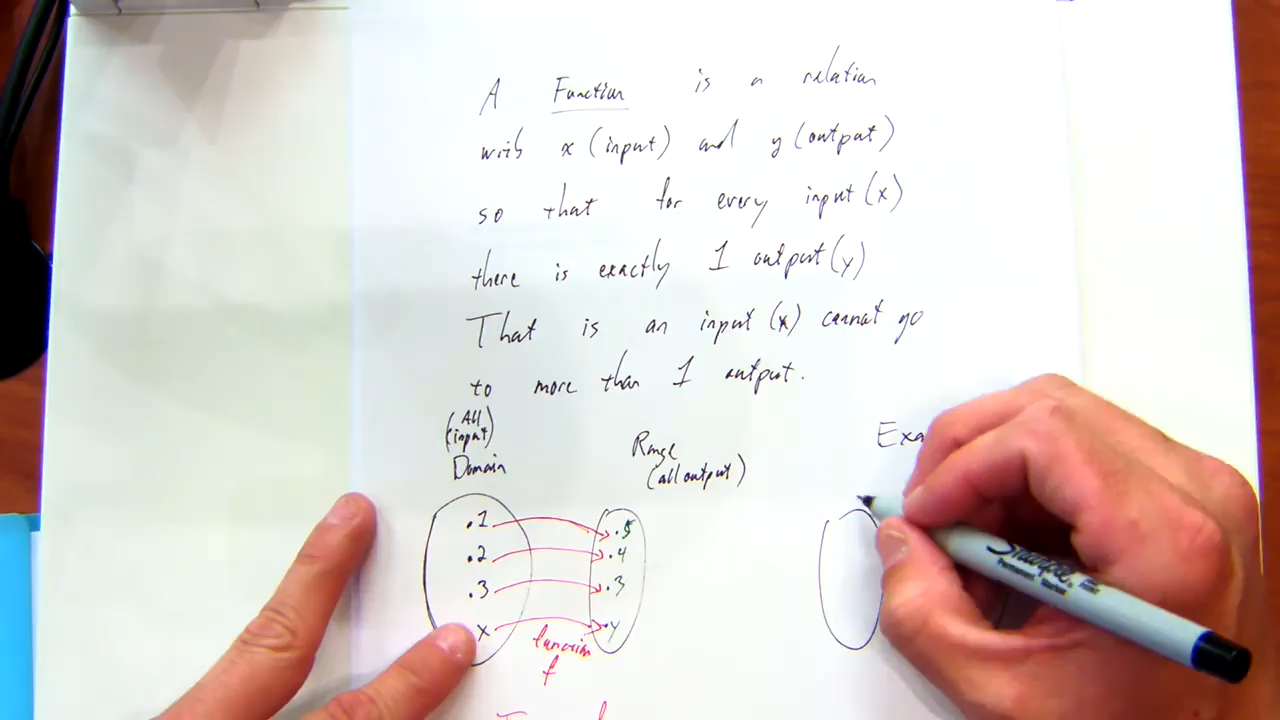 A Function is a relation
with x (input) and y (output)
so that for every input (x)
there is exactly 1 output (y)
That is an input (x) cannot go
to more than 1 output.
(All
(input)
Domain
Range
(all output)
Exa
.1
.2
.3
x
.5
.4
.3
.y
function
f
Sharpie
Permanent Marker